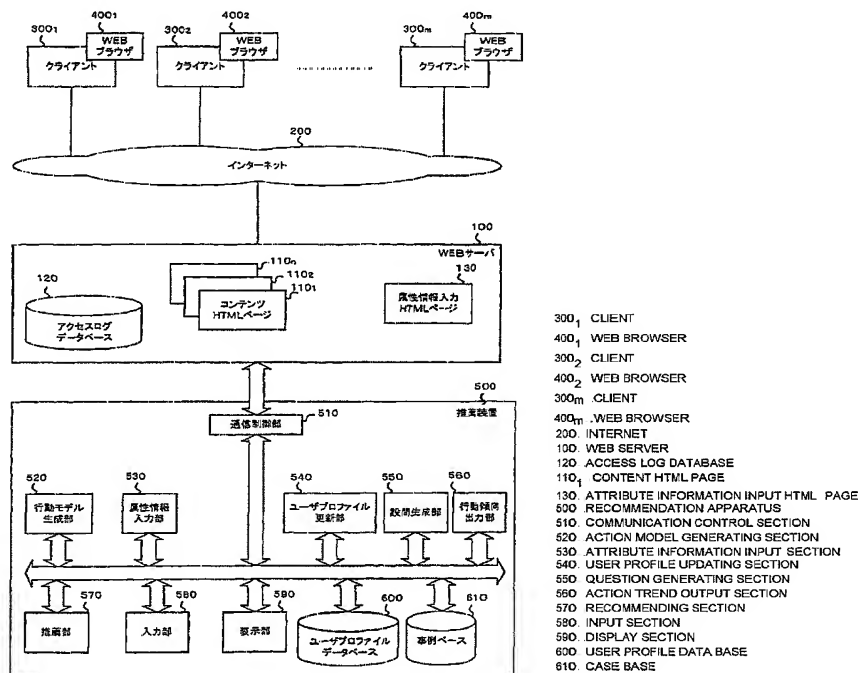 400₁
300₁
WEB
ブラウザ
クライアント
400₂
300₂
WEB
ブラウザ
クライアント
400m
300m
WEB
ブラウザ
クライアント
200
インターネット
100
WEBサーバ
120
アクセスログ
データベース
110n
110₂
110₁
コンテンツ
HTMLページ
130
属性情報入力
HTMLページ
500
推薦装置
510
通信制御部
520
行動モデル
生成部
530
属性情報
入力部
540
ユーザプロファイル
更新部
550
設問生成部
560
行動傾向
出力部
570
推薦部
580
入力部
590
表示部
600
ユーザプロファイル
データベース
610
事例ベース
300₁ CLIENT
400₁ WEB BROWSER
300₂ CLIENT
400₂ WEB BROWSER
300m .CLIENT
400m .WEB BROWSER
200. INTERNET
100. WEB SERVER
120. ACCESS LOG DATABASE
110₁ CONTENT HTML PAGE
130. ATTRIBUTE INFORMATION INPUT HTML PAGE
500. RECOMMENDATION APPARATUS
510. COMMUNICATION CONTROL SECTION
520. ACTION MODEL GENERATING SECTION
530. ATTRIBUTE INFORMATION INPUT SECTION
540. USER PROFILE UPDATING SECTION
550. QUESTION GENERATING SECTION
560. ACTION TREND OUTPUT SECTION
570. RECOMMENDING SECTION
580. INPUT SECTION
590. DISPLAY SECTION
600. USER PROFILE DATA BASE
610. CASE BASE